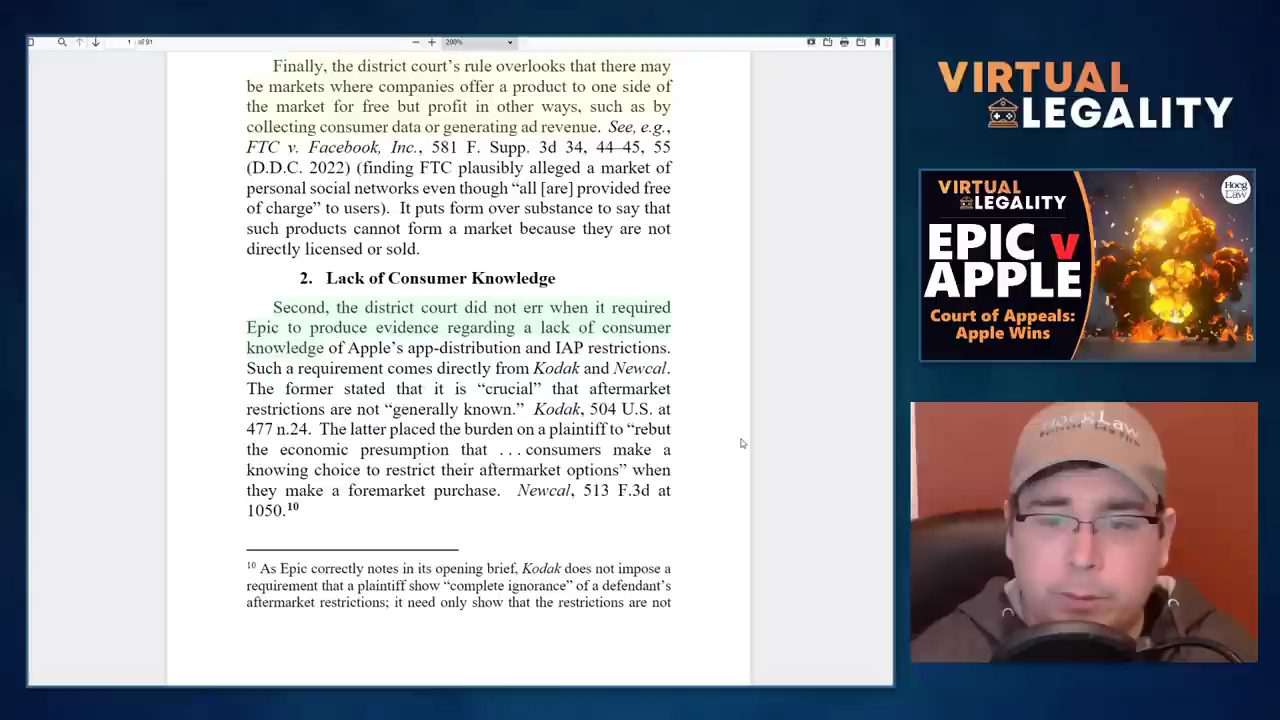 1 of 91
200%
Finally, the district court's rule overlooks that there may
be markets where companies offer a product to one side of
the market for free but profit in other ways, such as by
collecting consumer data or generating ad revenue. See, e.g.,
FTC v. Facebook, Inc., 581 F. Supp. 3d 34, 44–45, 55
(D.D.C. 2022) (finding FTC plausibly alleged a market of
personal social networks even though “all [are] provided free
of charge” to users). It puts form over substance to say that
such products cannot form a market because they are not
directly licensed or sold.
2. Lack of Consumer Knowledge
Second, the district court did not err when it required
Epic to produce evidence regarding a lack of consumer
knowledge of Apple's app-distribution and IAP restrictions.
Such a requirement comes directly from Kodak and Newcal.
The former stated that it is “crucial” that aftermarket
restrictions are not “generally known.” Kodak, 504 U.S. at
477 n.24. The latter placed the burden on a plaintiff to “rebut
the economic presumption that . . . consumers make a
knowing choice to restrict their aftermarket options” when
they make a foremarket purchase. Newcal, 513 F.3d at
1050.10
10 As Epic correctly notes in its opening brief, Kodak does not impose a
requirement that a plaintiff show “complete ignorance” of a defendant's
aftermarket restrictions; it need only show that the restrictions are not
VIRTUAL
LEGALITY
VIRTUAL
LEGALITY
Hoeg
Law
EPIC v
APPLE
Court of Appeals:
Apple Wins
Hoeg Law